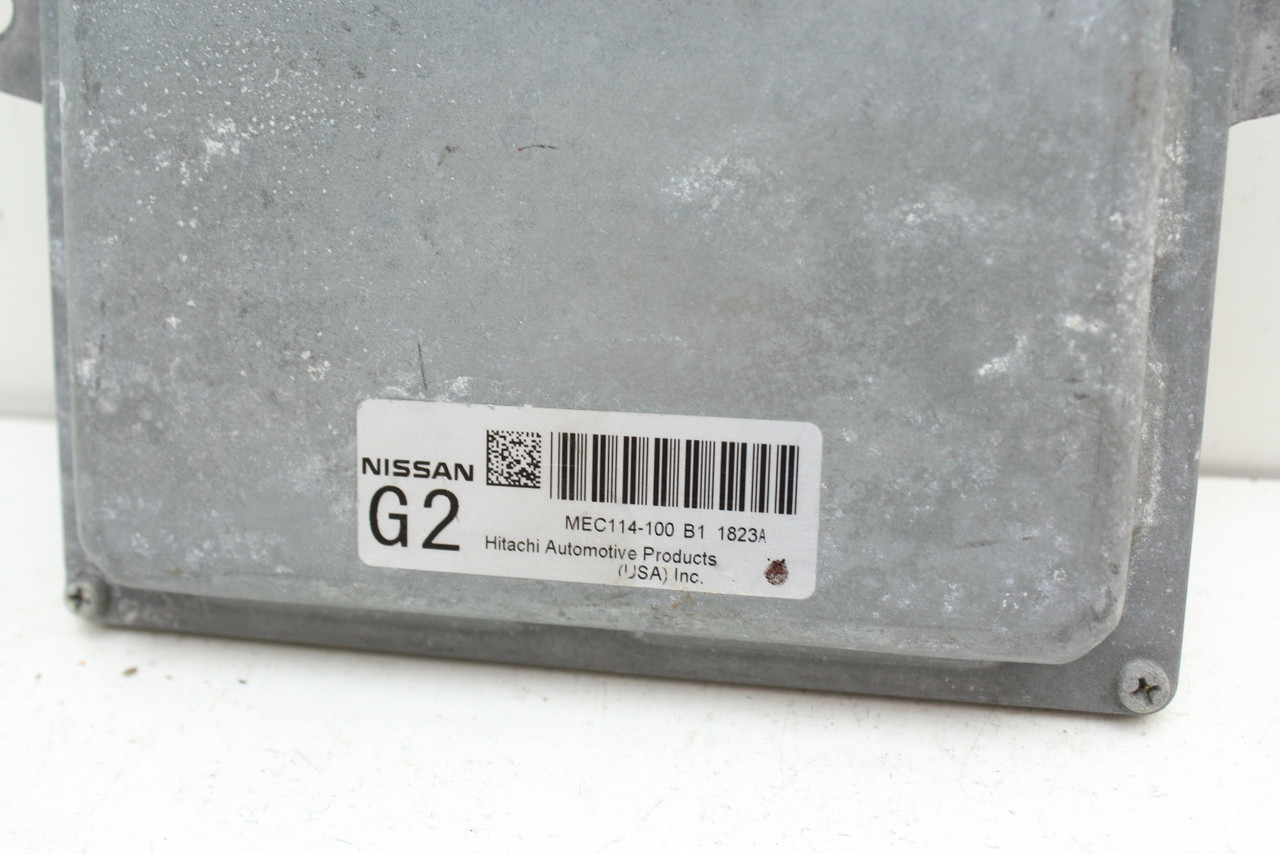 NISSAN
G2
MEC114-100 B1 1823A
Hitachi Automotive Products
(USA) Inc.